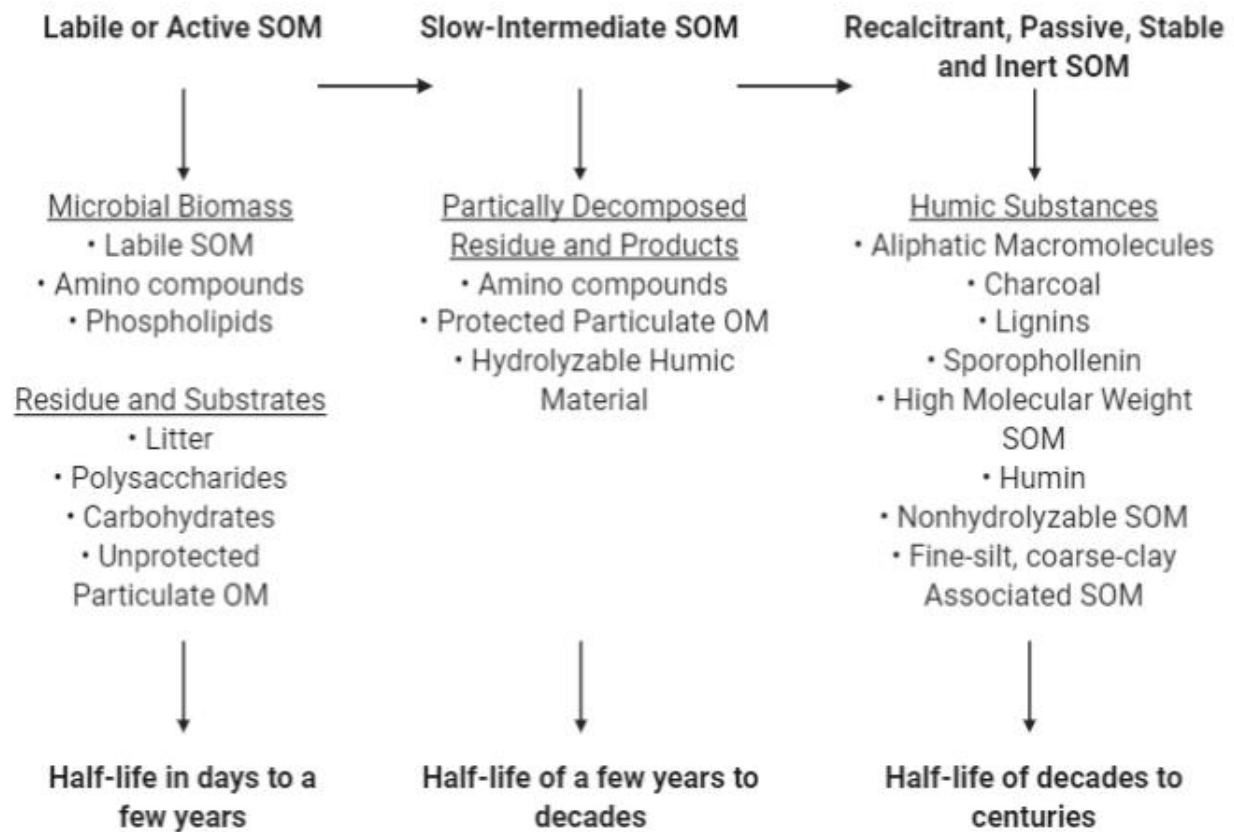 Labile or Active SOM
Slow-Intermediate SOM
Recalcitrant, Passive, Stable
and Inert SOM
Microbial Biomass
• Labile SOM
• Amino compounds
• Phospholipids
Residue and Substrates
• Litter
• Polysaccharides
• Carbohydrates
• Unprotected
Particulate OM
Partically Decomposed
Residue and Products
• Amino compounds
• Protected Particulate OM
• Hydrolyzable Humic
Material
Humic Substances
• Aliphatic Macromolecules
• Charcoal
• Lignins
• Sporophollenin
• High Molecular Weight
SOM
• Humin
• Nonhydrolyzable SOM
• Fine-silt, coarse-clay
Associated SOM
Half-life in days to a
few years
Half-life of a few years to
decades
Half-life of decades to
centuries